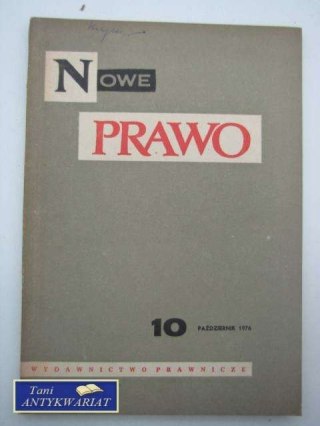 NOWE
PRAWO
10 PAŹDZIERNIK 1976
WYDAWNICTWO PRAWNICZE
Tani
ANTYKWARIAT